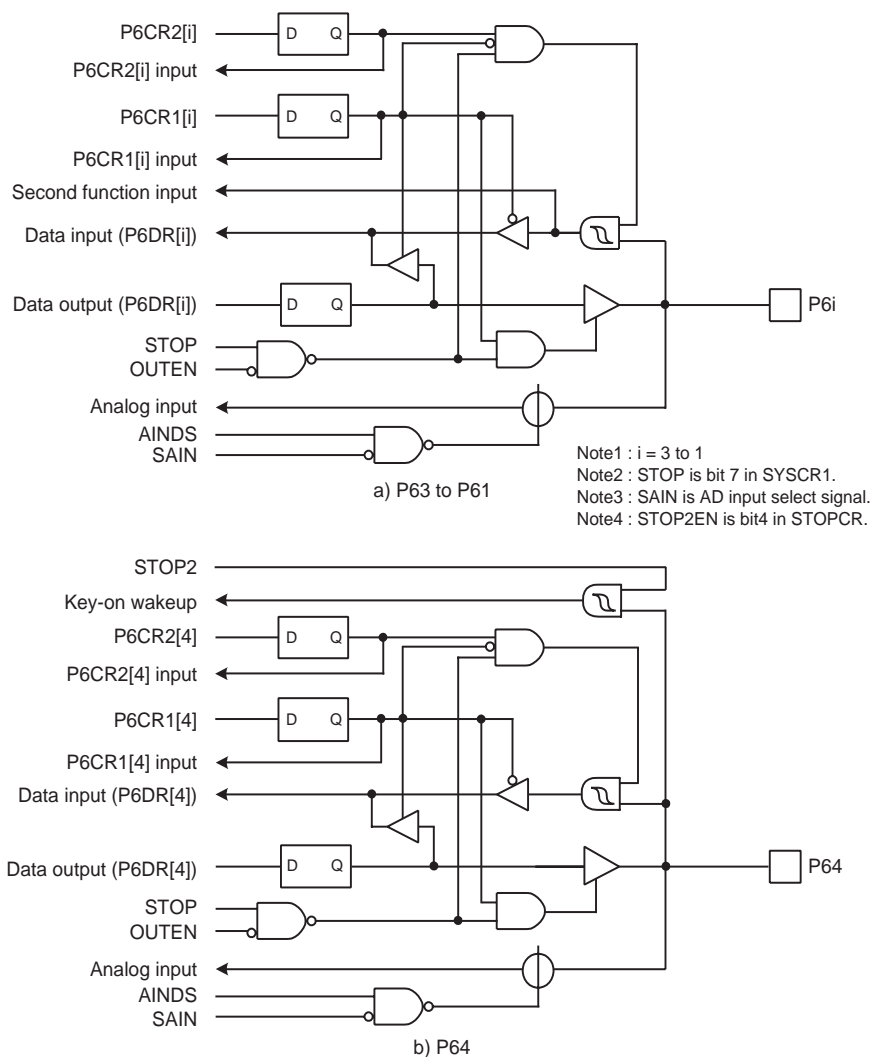 P6CR2[i]
D Q
P6CR2[i] input
P6CR1[i]
D Q
P6CR1[i] input
Second function input
Data input (P6DR[i])
Data output (P6DR[i])
D Q
P6i
STOP
OUTEN
Analog input
AINDS
SAIN
a) P63 to P61
Note1 : i = 3 to 1
Note2 : STOP is bit 7 in SYSCR1.
Note3 : SAIN is AD input select signal.
Note4 : STOP2EN is bit4 in STOPCR.
STOP2
Key-on wakeup
P6CR2[4]
D Q
P6CR2[4] input
P6CR1[4]
D Q
P6CR1[4] input
Data input (P6DR[4])
Data output (P6DR[4])
D Q
P64
STOP
OUTEN
Analog input
AINDS
SAIN
b) P64